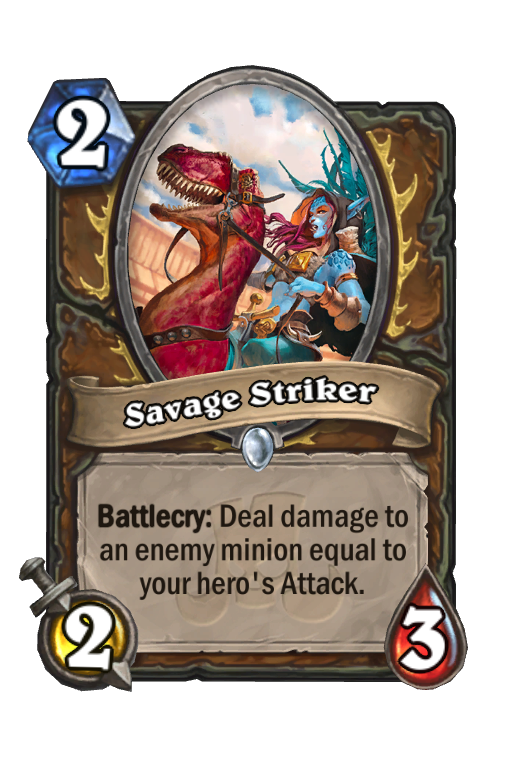 2
Savage Striker
Battlecry: Deal damage to
an enemy minion equal to
your hero's Attack.
2
3